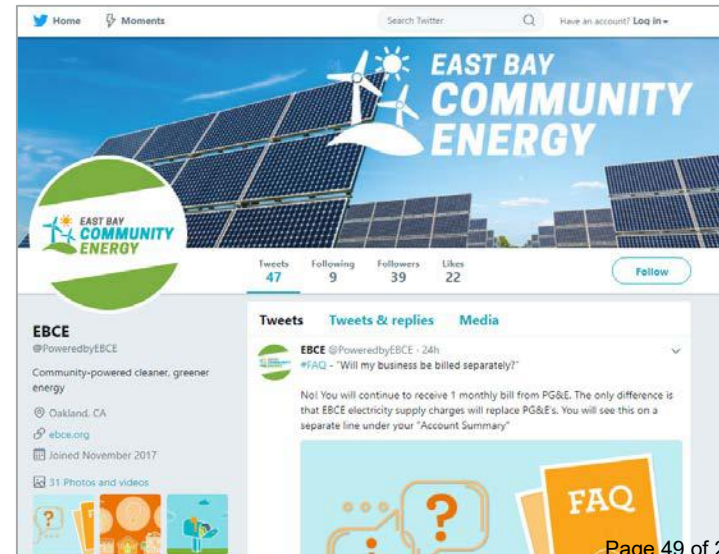 Home
Moments
Search Twitter
Have an account? Log in
EAST BAY
COMMUNITY
ENERGY
EAST BAY
COMMUNITY
ENERGY
Tweets
47
Following
9
Followers
39
Likes
22
Follow
EBCE
@PoweredbyEBCE
Community-powered cleaner, greener
energy
Oakland, CA
ebce.org
Joined November 2017
31 Photos and videos
Tweets
Tweets & replies
Media
EBCE @PoweredbyEBCE · 24h
#FAQ - "Will my business be billed separately?"
No! You will continue to receive 1 monthly bill from PG&E. The only difference is
that EBCE electricity supply charges will replace PG&E's. You will see this on a
separate line under your "Account Summary"
?
?
FAQ
?
?
Page 49 of 2